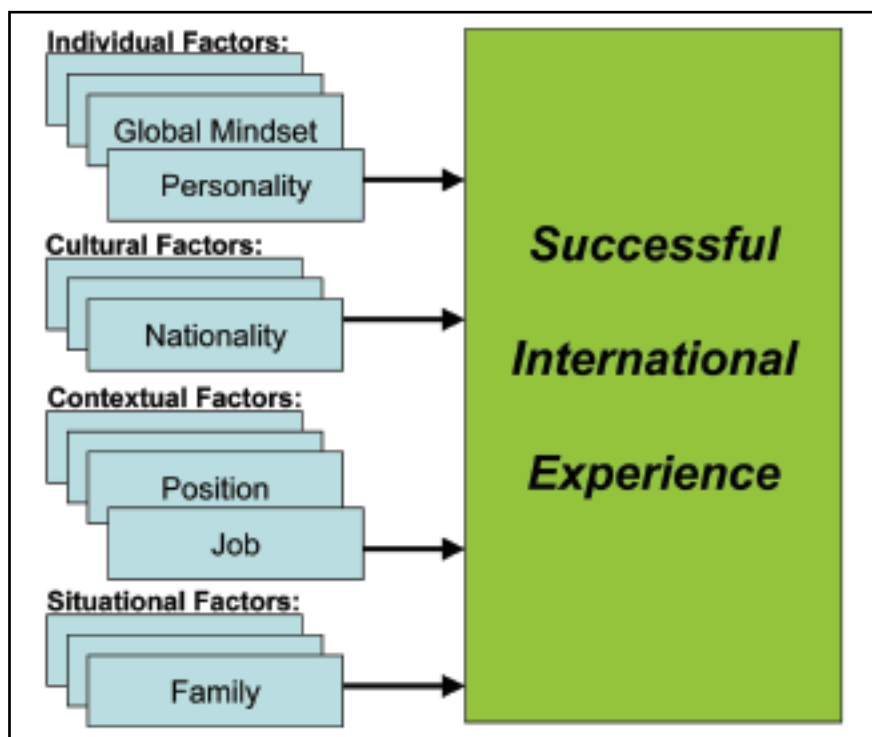 Individual Factors:
Global Mindset
Personality
Cultural Factors:
Nationality
Contextual Factors:
Position
Job
Situational Factors:
Family
Successful
International
Experience